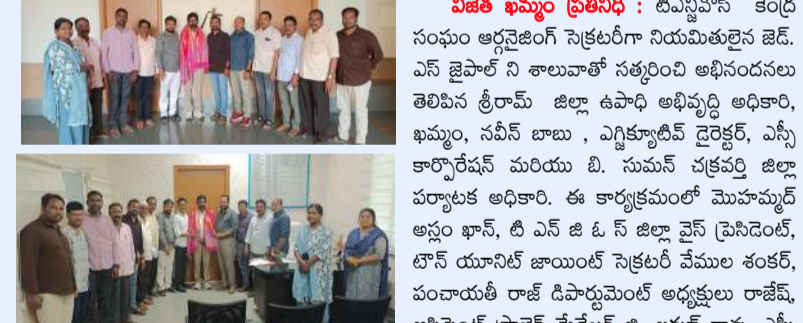 విజేత ఖమ్మం ప్రతినిధి : టిఎన్జీవోస్ కేంద్ర
సంఘం ఆర్గనైజింగ్ సెక్రటరీగా నియమితులైన జెడ్.
ఎస్ జైపాల్ ని శాలువాతో సత్కరించి అభినందనలు
తెలిపిన శ్రీరామ్ జిల్లా ఉపాధి అభివృద్ధి అధికారి,
ఖమ్మం, నవీన్ బాబు , ఎగ్జిక్యూటివ్ డైరెక్టర్, ఎస్సీ
కార్పొరేషన్ మరియు బి. సుమన్ చక్రవర్తి జిల్లా
పర్యాటక అధికారి. ఈ కార్యక్రమంలో మొహమ్మద్
అస్లం ఖాన్, టి ఎన్ జి ఓ స్ జిల్లా వైస్ ప్రెసిడెంట్,
టౌన్ యూనిట్ జాయింట్ సెక్రటరీ వేముల శంకర్,
పంచాయతీ రాజ్ డిపార్టుమెంట్ అధ్యక్షులు రాజేష్,